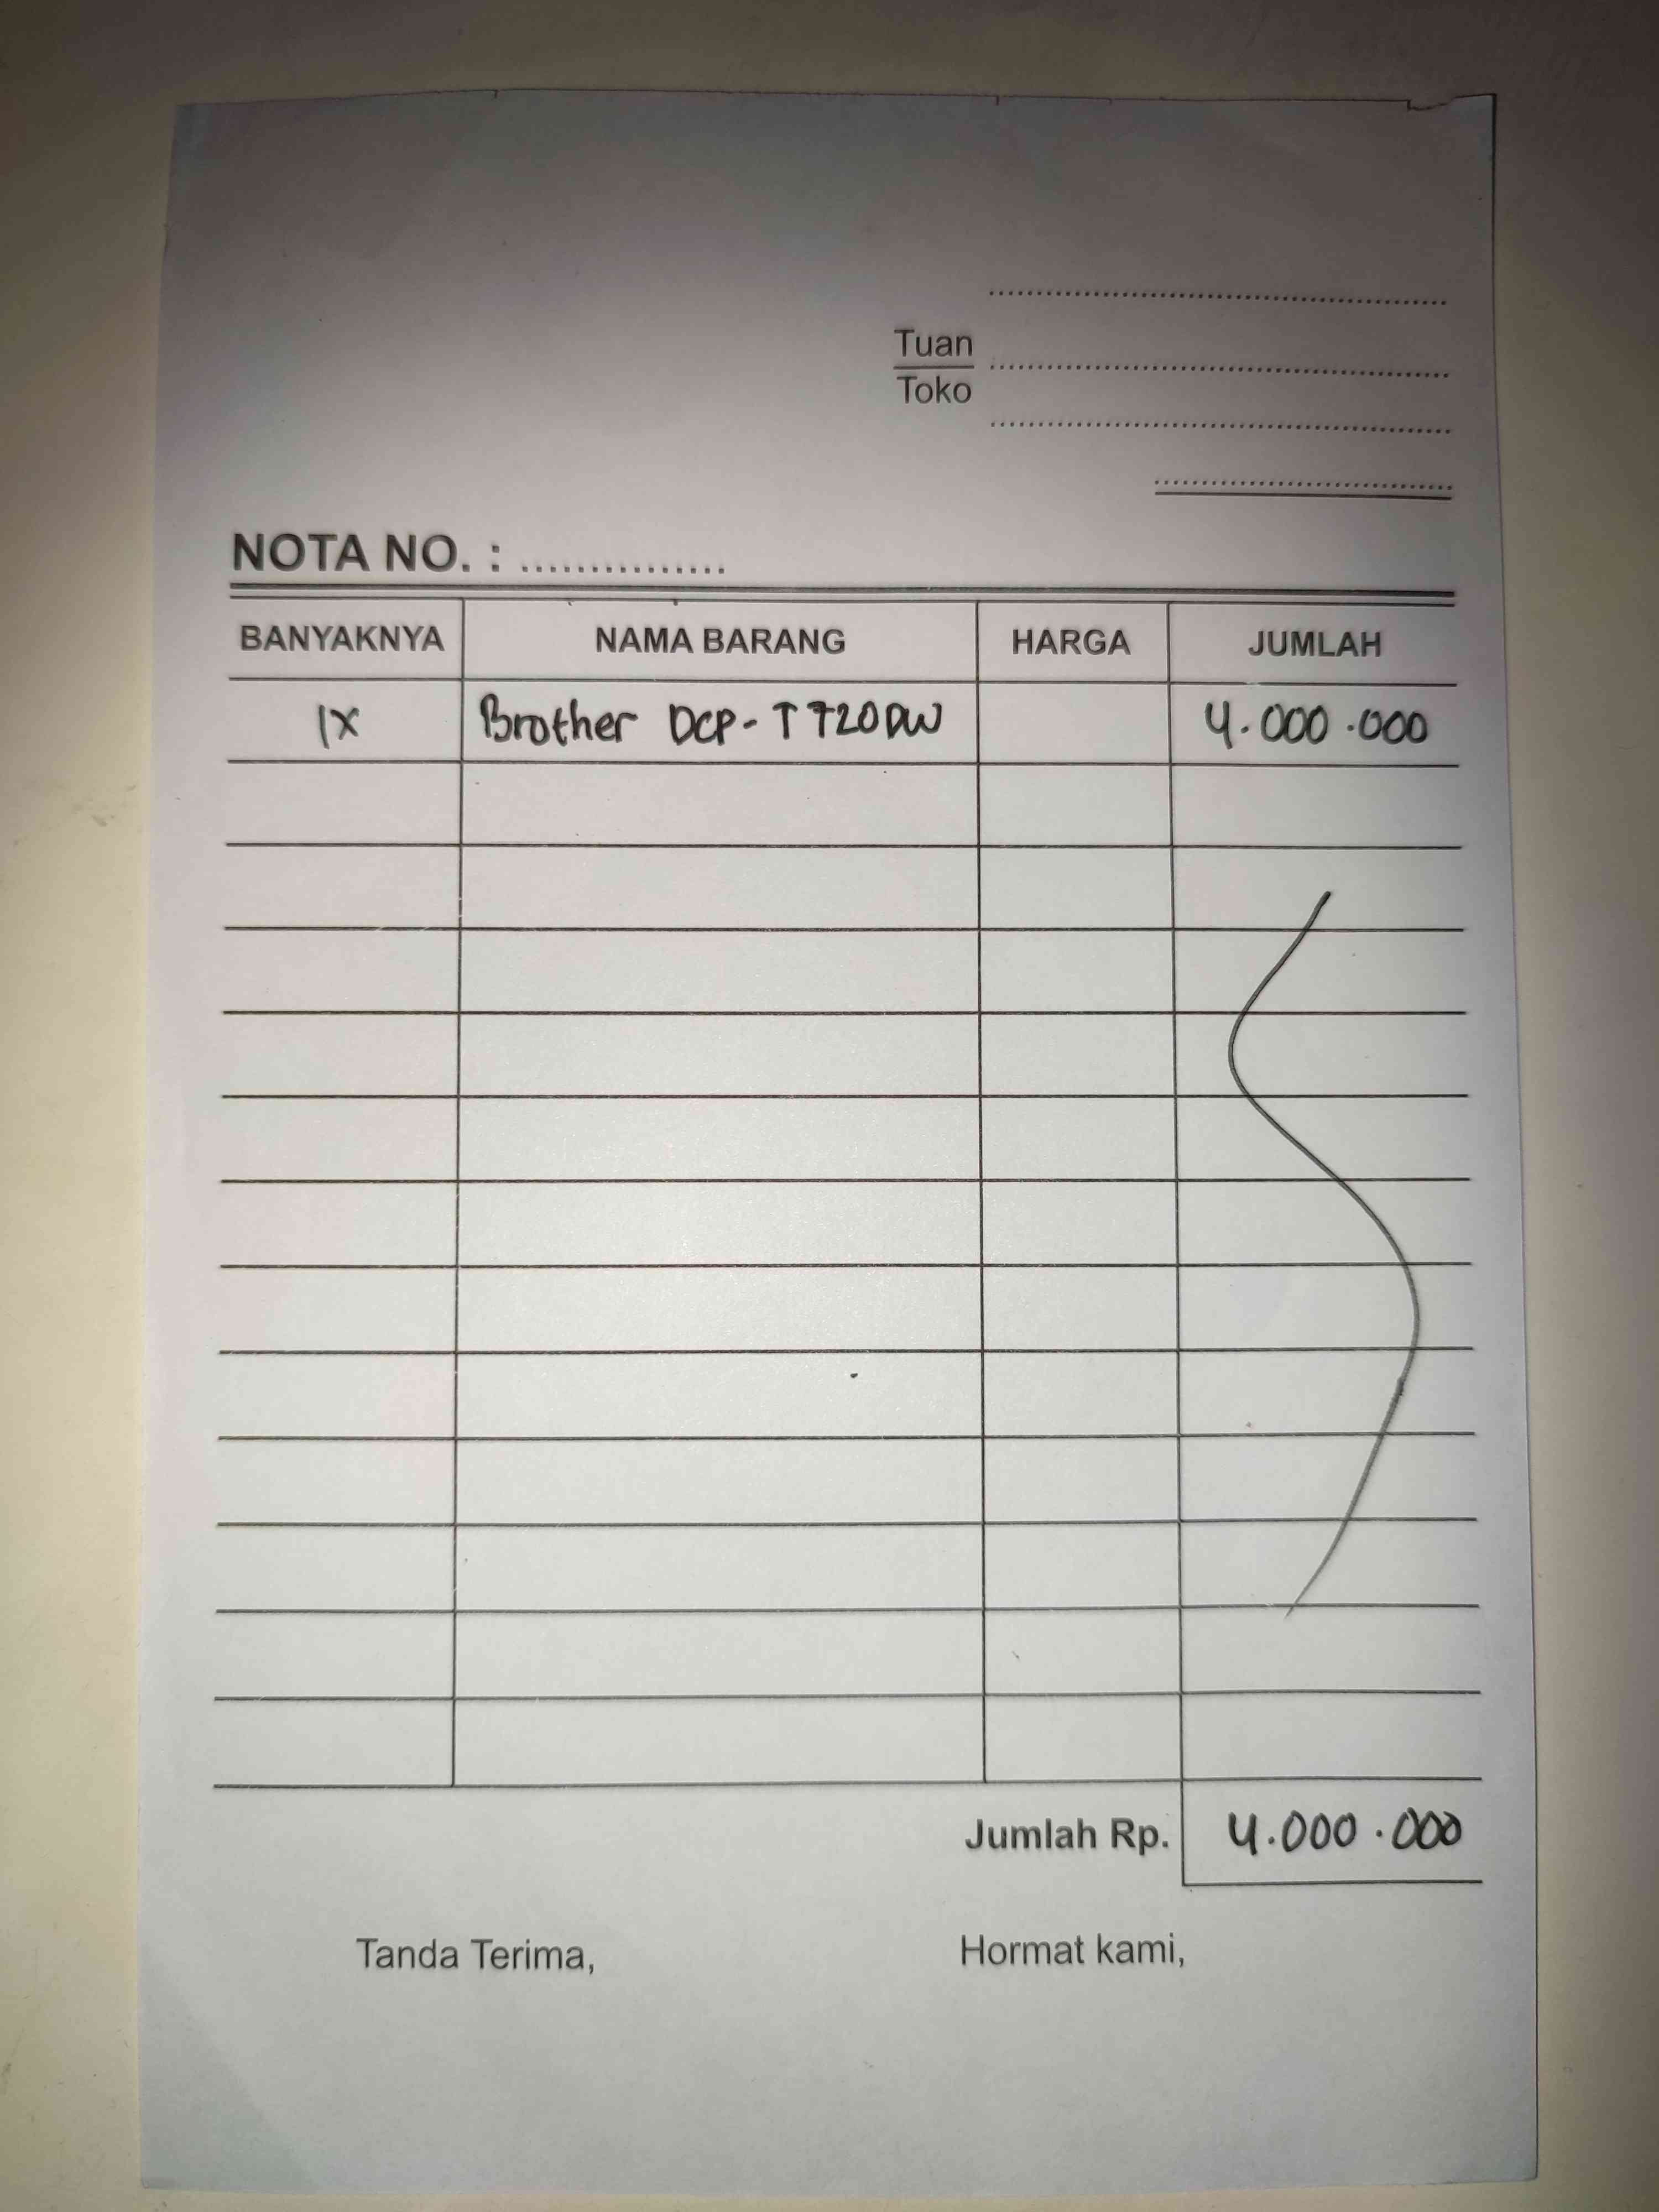 Tuan
Toko
NOTA NO. : ...............
BANYAKNYA NAMA BARANG HARGA JUMLAH
1X Brother DCP-T720DW 4.000.000
Jumlah Rp. 4.000.000
Tanda Terima, Hormat kami,